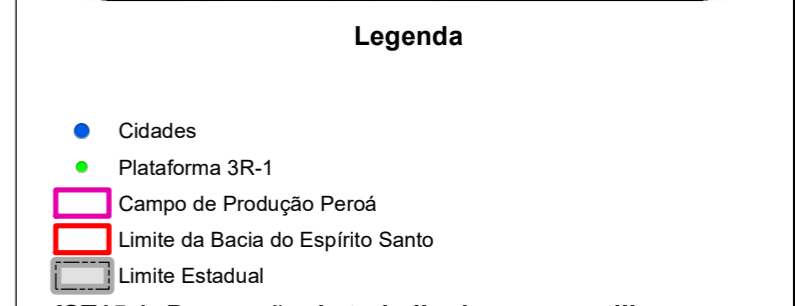 Legenda
Cidades
Plataforma 3R-1
Campo de Produção Peroá
Limite da Bacia do Espírito Santo
Limite Estadual